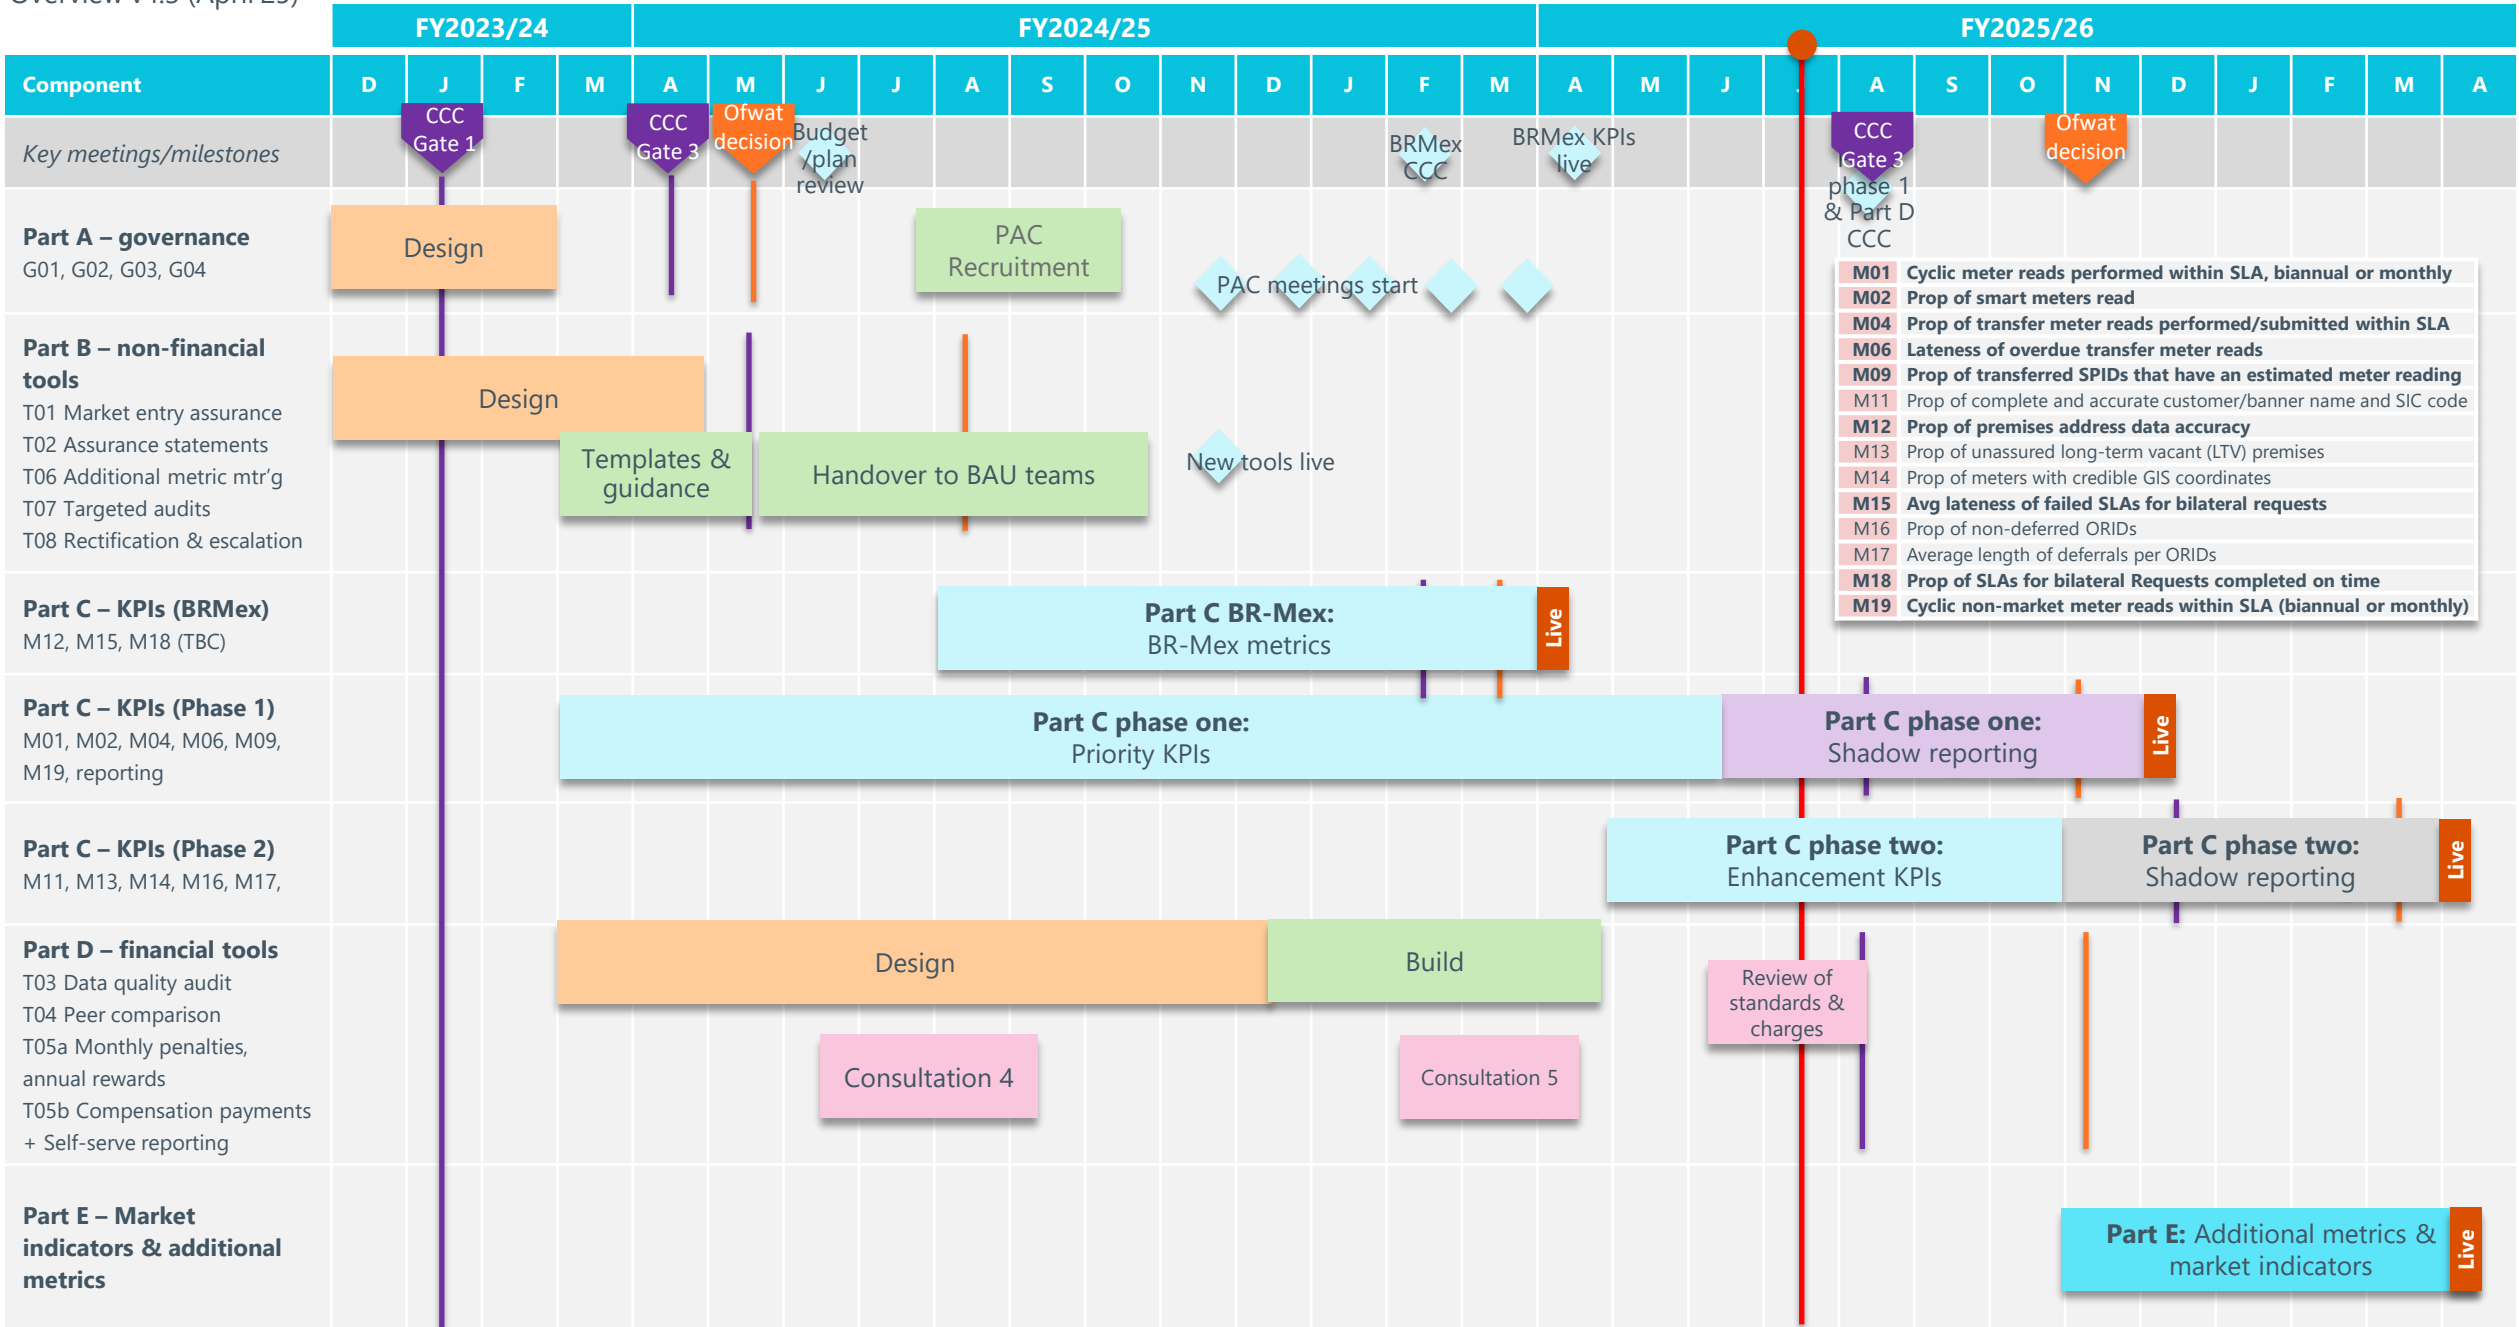 Overview V4.3 (April 25)
FY2023/24
FY2024/25
FY2025/26
Component
D J F M A M J J A S O N D J F M A M J J A S O N D J F M A
Key meetings/milestones
CCC
Gate 1
CCC
Gate 3
Ofwat
decision
Budget
/plan
review
BRMex
CCC
BRMex KPIs
live
CCC
Gate 3
phase 1
& Part D
CCC
Ofwat
decision
Part A – governance
G01, G02, G03, G04
Design
PAC
Recruitment
PAC meetings start
M01 Cyclic meter reads performed within SLA, biannual or monthly
M02 Prop of smart meters read
M04 Prop of transfer meter reads performed/submitted within SLA
M06 Lateness of overdue transfer meter reads
M09 Prop of transferred SPIDs that have an estimated meter reading
M11 Prop of complete and accurate customer/banner name and SIC code
M12 Prop of premises address data accuracy
M13 Prop of unassured long-term vacant (LTV) premises
M14 Prop of meters with credible GIS coordinates
M15 Avg lateness of failed SLAs for bilateral requests
M16 Prop of non-deferred ORIDs
M17 Average length of deferrals per ORIDs
M18 Prop of SLAs for bilateral Requests completed on time
M19 Cyclic non-market meter reads within SLA (biannual or monthly)
Part B – non-financial
tools
T01 Market entry assurance
T02 Assurance statements
T06 Additional metric mtr’g
T07 Targeted audits
T08 Rectification & escalation
Design
Templates &
guidance
Handover to BAU teams
New tools live
Part C – KPIs (BRMex)
M12, M15, M18 (TBC)
Part C BR-Mex:
BR-Mex metrics
Live
Part C – KPIs (Phase 1)
M01, M02, M04, M06, M09,
M19, reporting
Part C phase one:
Priority KPIs
Part C phase one:
Shadow reporting
Live
Part C – KPIs (Phase 2)
M11, M13, M14, M16, M17,
Part C phase two:
Enhancement KPIs
Part C phase two:
Shadow reporting
Live
Part D – financial tools
T03 Data quality audit
T04 Peer comparison
T05a Monthly penalties,
annual rewards
T05b Compensation payments
+ Self-serve reporting
Design
Build
Review of
standards &
charges
Consultation 4
Consultation 5
Part E – Market
indicators & additional
metrics
Part E: Additional metrics &
market indicators
Live